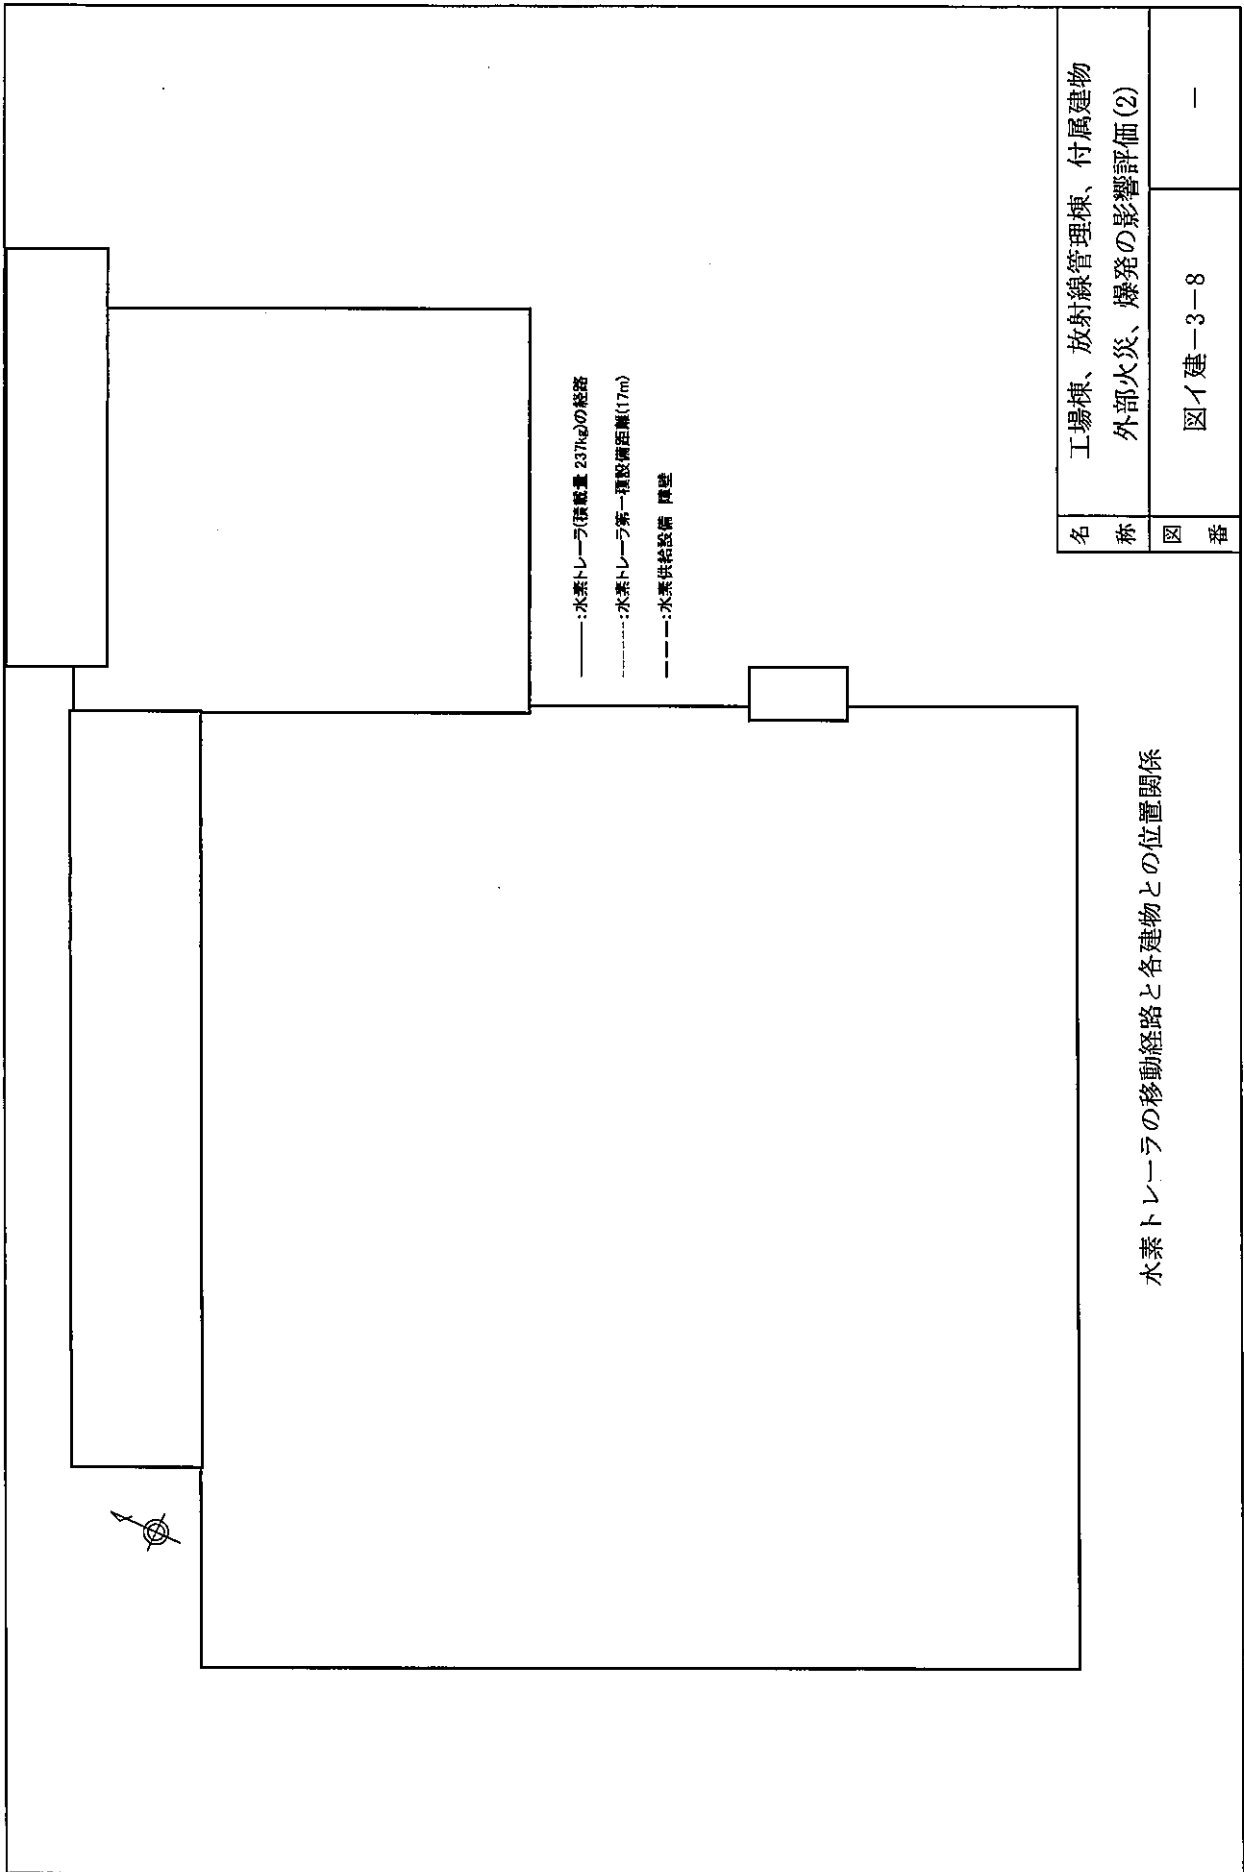 ———:水素トレーラ(積載量 237kg)の経路
--------:水素トレーラ第一種設備距離(17m)
― ― ―:水素供給設備 障壁
水素トレーラの移動経路と各建物との位置関係
名称
工場棟、放射線管理棟、付属建物
外部火災、爆発の影響評価(2)
図番
図イ建-3-8
―